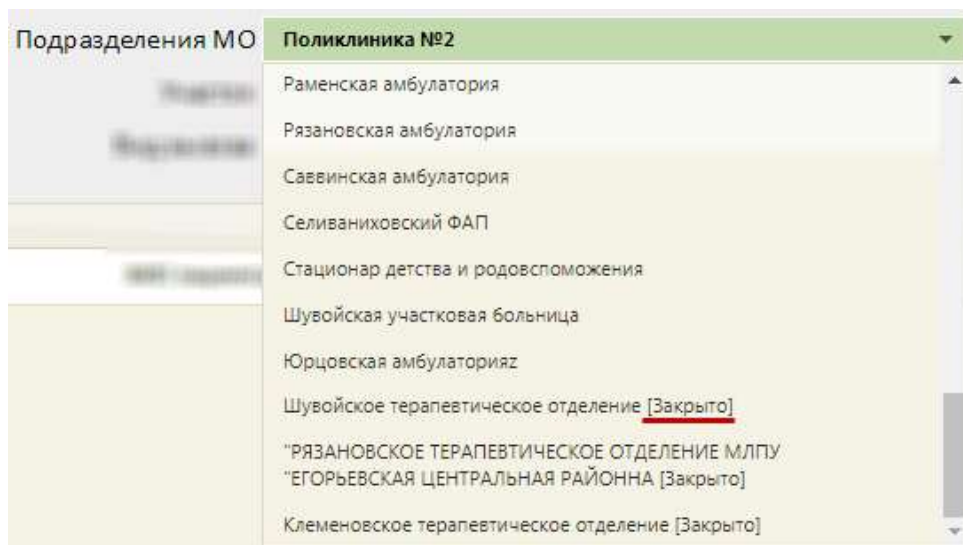 Подразделения МО Поликлиника №2
Раменская амбулатория
Рязановская амбулатория
Саввинская амбулатория
Селиваниховский ФАП
Стационар детства и родовспоможения
Шувойская участковая больница
Юрцовская амбулаторияz
Шувойское терапевтическое отделение [Закрыто]
"РЯЗАНОВСКОЕ ТЕРАПЕВТИЧЕСКОЕ ОТДЕЛЕНИЕ МЛПУ
"ЕГОРЬЕВСКАЯ ЦЕНТРАЛЬНАЯ РАЙОННА [Закрыто]
Клеменовское терапевтическое отделение [Закрыто]